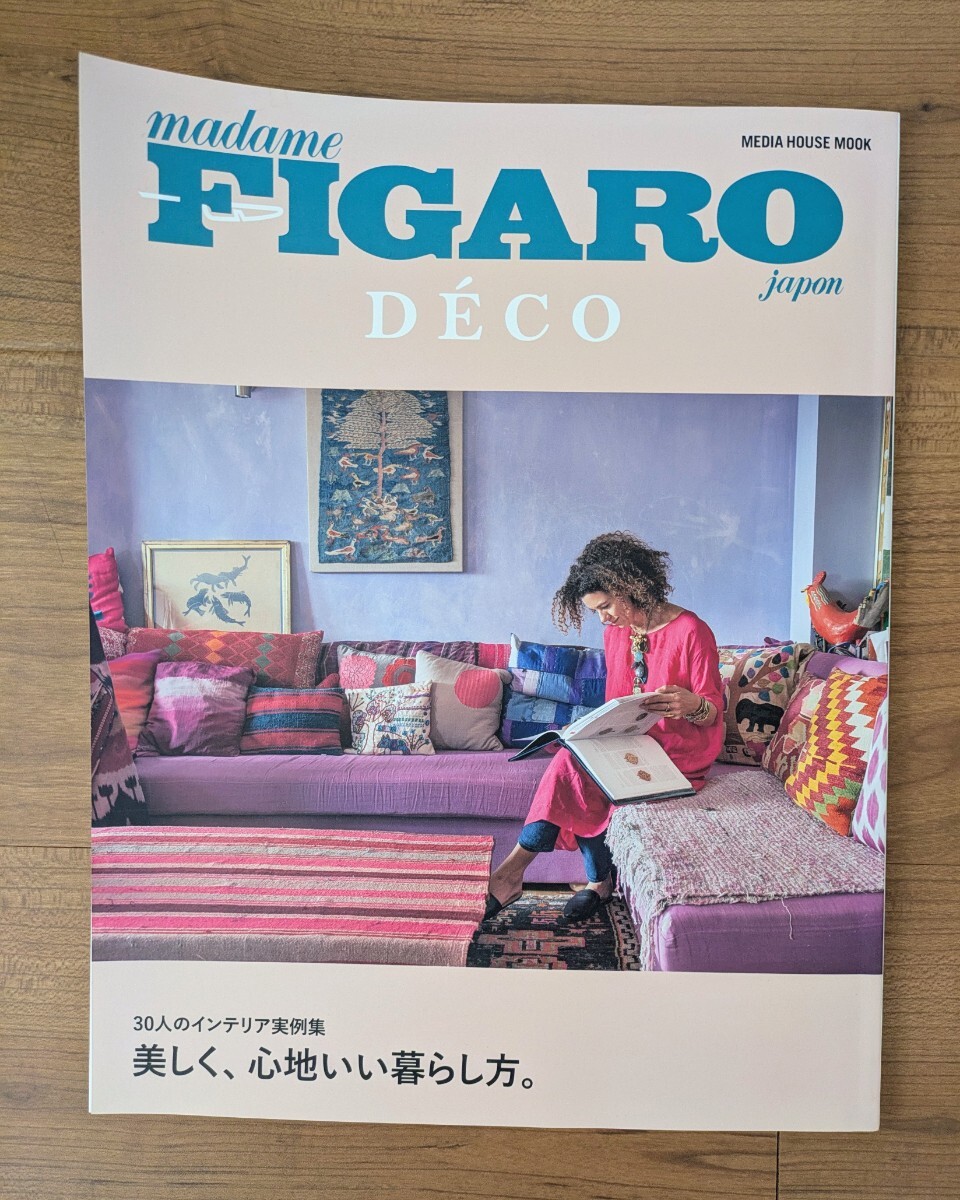 madame
MEDIA HOUSE MOOK
FIGARO
japon
DÉCO
30人のインテリア実例集
美しく、心地いい暮らし方。